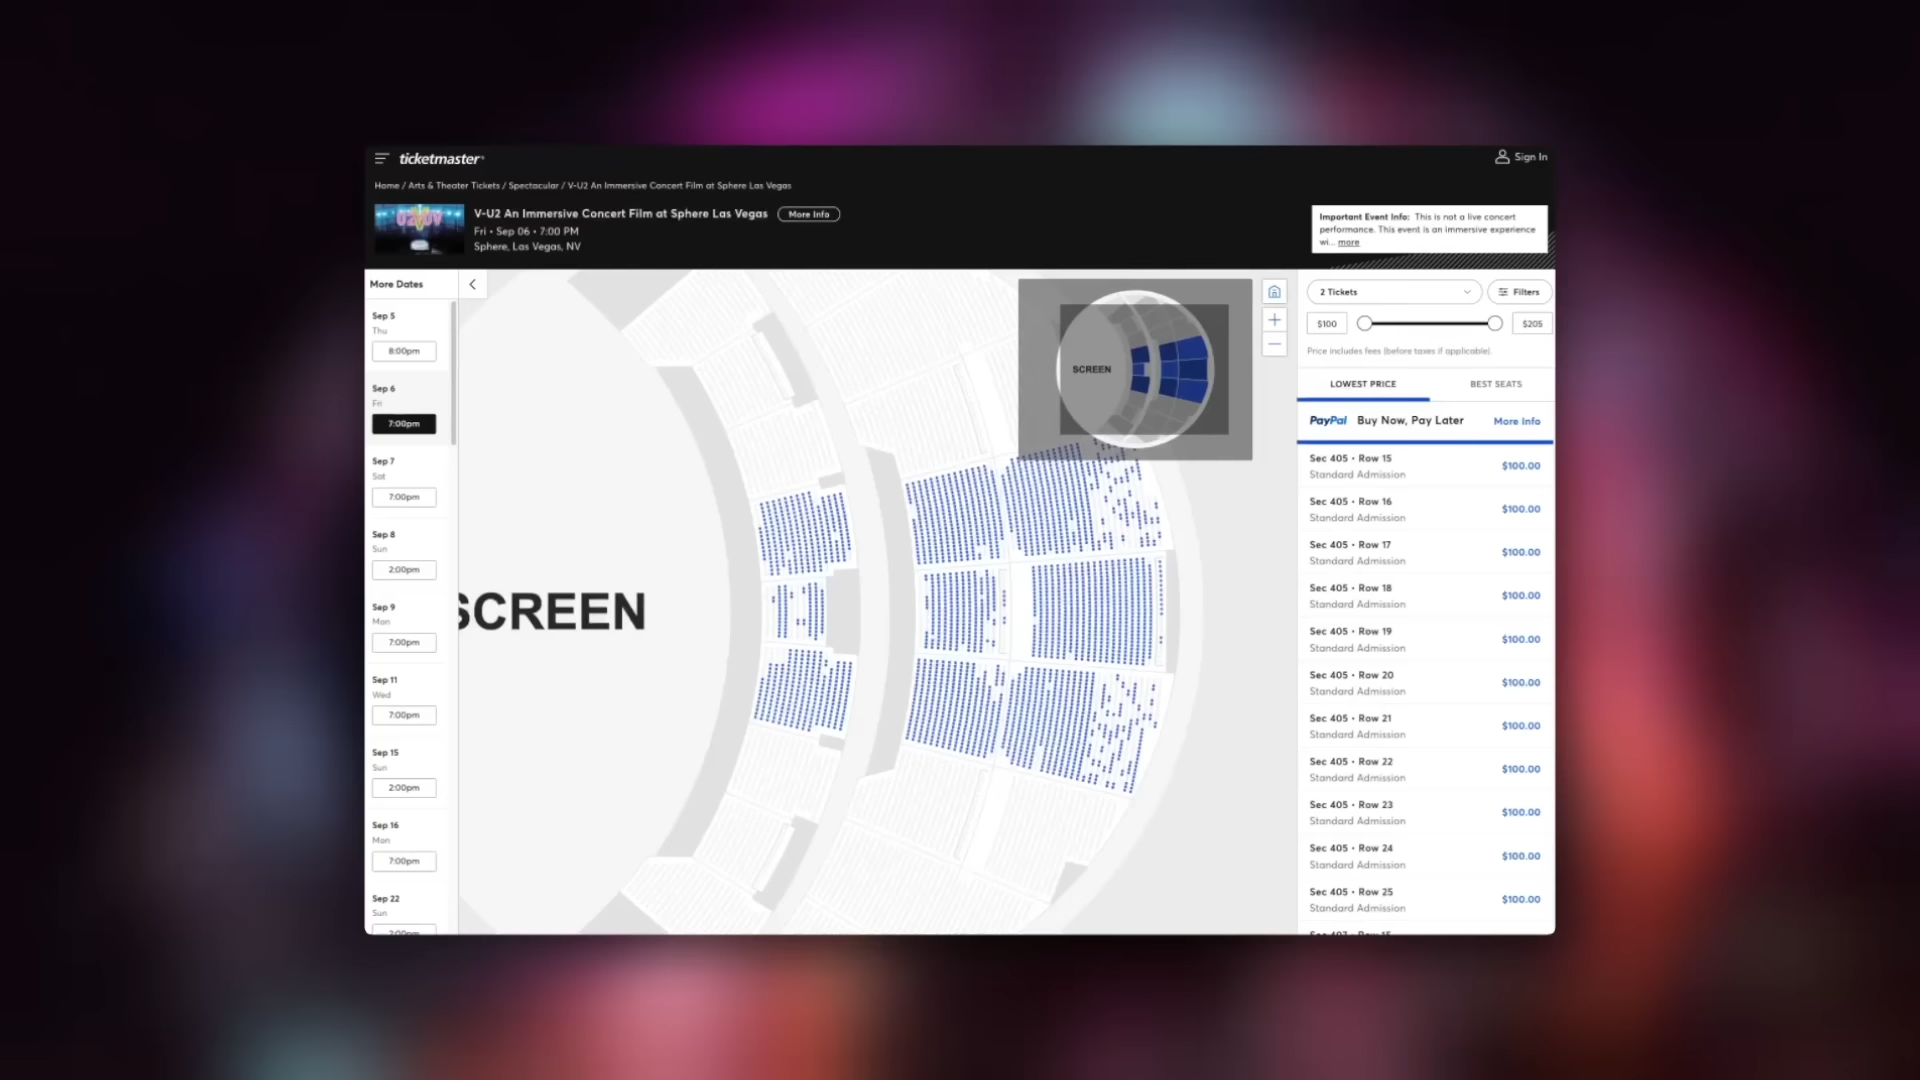 ticketmaster
Sign In
Home / Arts & Theater Tickets / Spectacular / V-U2 An Immersive Concert Film at Sphere Las Vegas
V-U2 An Immersive Concert Film at Sphere Las Vegas
More Info
Fri • Sep 06 • 7:00 PM
Sphere, Las Vegas, NV
Important Event Info: This is not a live concert
performance. This event is an immersive experience
wi... more
More Dates
Sep 5
Thu
8:00pm
Sep 6
Fri
7:00pm
Sep 7
Sat
7:00pm
Sep 8
Sun
2:00pm
Sep 9
Mon
7:00pm
Sep 11
Wed
7:00pm
Sep 15
Sun
2:00pm
Sep 16
Mon
7:00pm
Sep 22
Sun
2:00pm
SCREEN
SCREEN
2 Tickets
Filters
$100
$205
Price includes fees (before taxes if applicable).
LOWEST PRICE
BEST SEATS
PayPal Buy Now, Pay Later
More Info
Sec 405 • Row 15
Standard Admission
$100.00
Sec 405 • Row 16
Standard Admission
$100.00
Sec 405 • Row 17
Standard Admission
$100.00
Sec 405 • Row 18
Standard Admission
$100.00
Sec 405 • Row 19
Standard Admission
$100.00
Sec 405 • Row 20
Standard Admission
$100.00
Sec 405 • Row 21
Standard Admission
$100.00
Sec 405 • Row 22
Standard Admission
$100.00
Sec 405 • Row 23
Standard Admission
$100.00
Sec 405 • Row 24
Standard Admission
$100.00
Sec 405 • Row 25
Standard Admission
$100.00